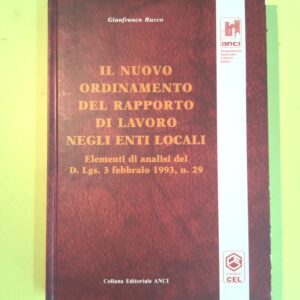 Gianfranco Rucco
anci
IL NUOVO
ORDINAMENTO
DEL RAPPORTO
DI LAVORO
NEGLI ENTI LOCALI
Elementi di analisi del
D. Lgs. 3 febbraio 1993, n. 29
Collana Editoriale ANCI
CEL